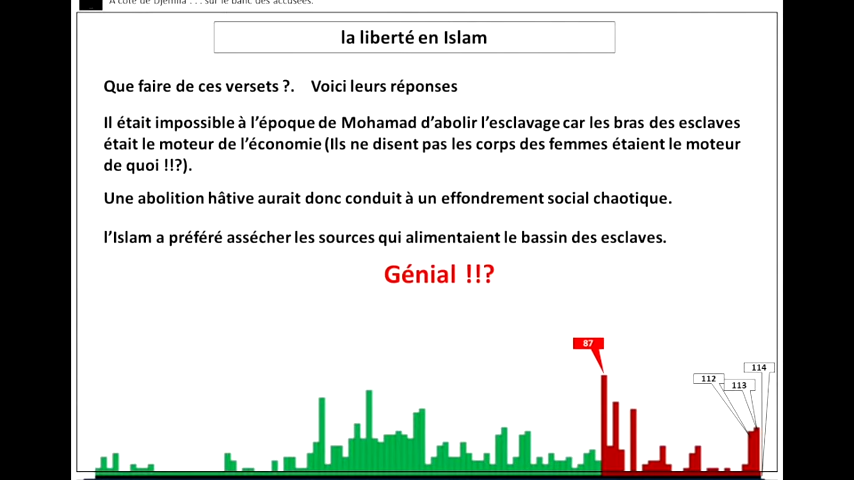 A côté de Djemila . . . sur le banc des accusées.
la liberté en Islam
Que faire de ces versets ?. Voici leurs réponses
Il était impossible à l'époque de Mohamad d'abolir l'esclavage car les bras des esclaves
était le moteur de l'économie (Ils ne disent pas les corps des femmes étaient le moteur
de quoi !!?).
Une abolition hâtive aurait donc conduit à un effondrement social chaotique.
l'Islam a préféré assécher les sources qui alimentaient le bassin des esclaves.
Génial !!?
87
112
113
114